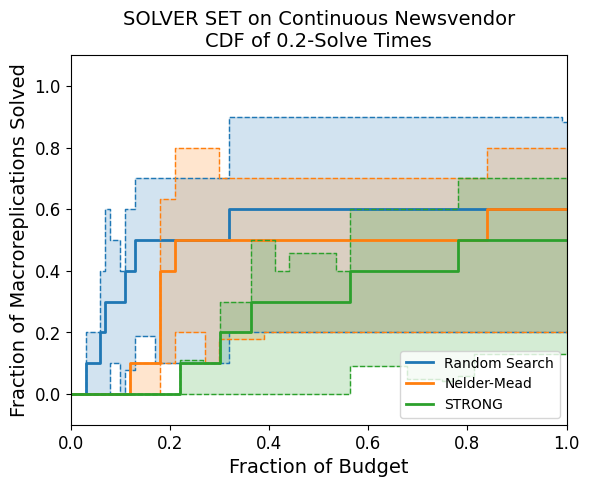 SOLVER SET on Continuous Newsvendor
CDF of 0.2-Solve Times
Fraction of Macroreplications Solved
1.0
0.8
0.6
0.4
0.2
0.0
0.0 0.2 0.4 0.6 0.8 1.0
Fraction of Budget
Random Search
Nelder-Mead
STRONG